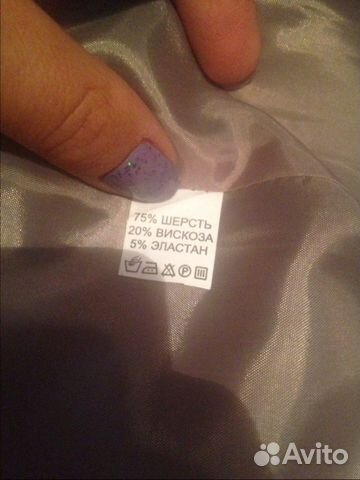 75% ШЕРСТЬ
20% ВИСКОЗА
5% ЭЛАСТАН
P
Avito